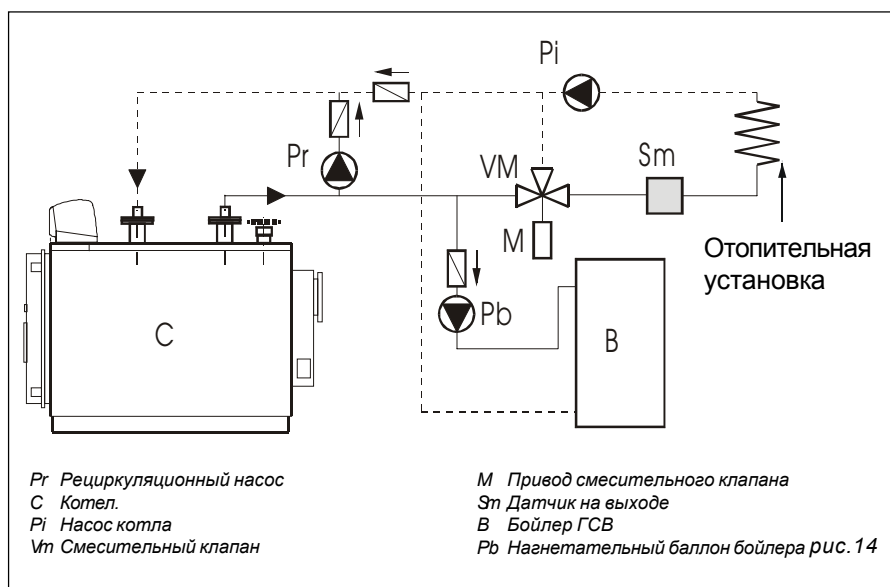 Pi
Pr
VM
Sm
M
Отопительная
установка
Pb
C
B
Pr Рециркуляционный насос
C Котел.
Pi Насос котла
Vm Смесительный клапан
M Привод смесительного клапана
Sm Датчик на выходе
B Бойлер ГСВ
Pb Нагнетательный баллон бойлера рис.14